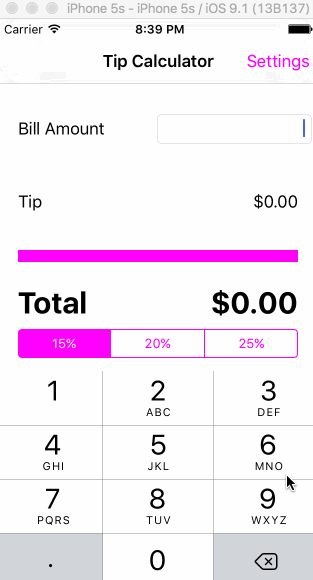 iPhone 5s - iPhone 5s / iOS 9.1 (13B137)
Carrier 8:39 PM
Tip Calculator Settings
Bill Amount
Tip $0.00
Total $0.00
15% 20% 25%
1 2 3
ABC DEF
4 5 6
GHI JKL MNO
7 8 9
PQRS TUV WXYZ
. 0